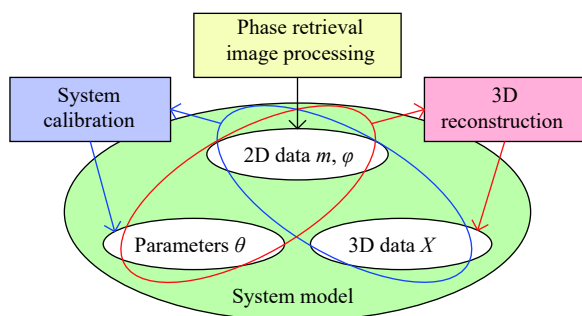 Phase retrieval
image processing
System
calibration
3D
reconstruction
2D data m, φ
Parameters θ
3D data X
System model